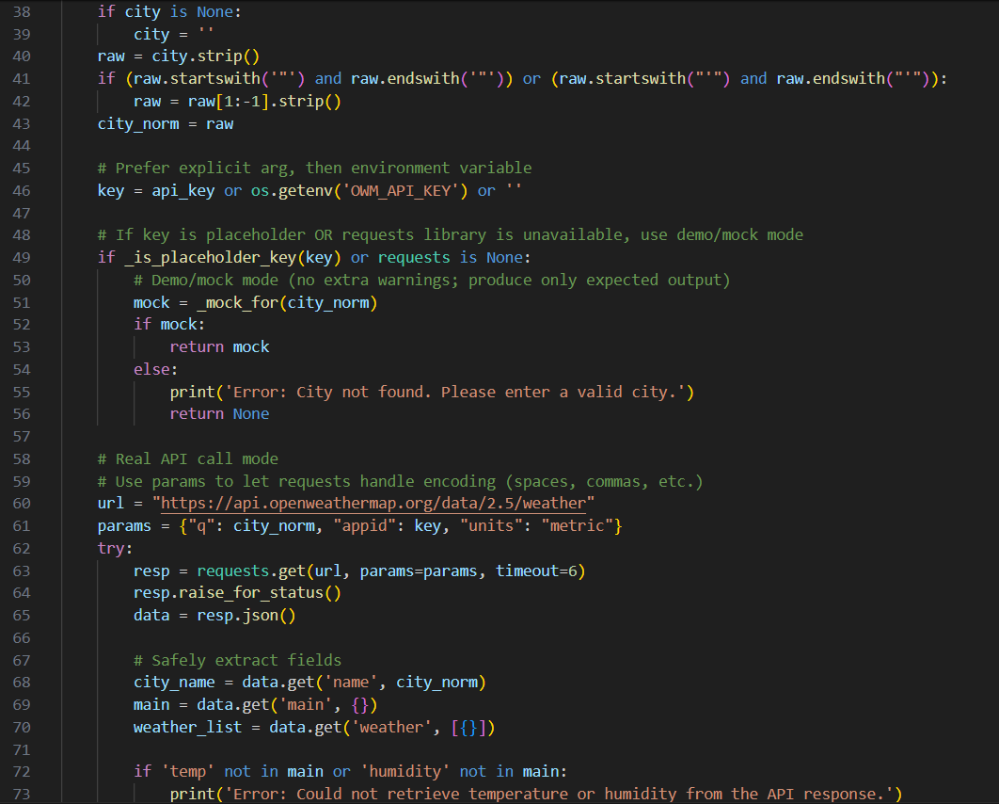 38 if city is None:
39 city = ''
40 raw = city.strip()
41 if (raw.startswith('"') and raw.endswith('"')) or (raw.startswith("'") and raw.endswith("'")):
42 raw = raw[1:-1].strip()
43 city_norm = raw
44
45 # Prefer explicit arg, then environment variable
46 key = api_key or os.getenv('OWM_API_KEY') or ''
47
48 # If key is placeholder OR requests library is unavailable, use demo/mock mode
49 if _is_placeholder_key(key) or requests is None:
50 # Demo/mock mode (no extra warnings; produce only expected output)
51 mock = _mock_for(city_norm)
52 if mock:
53 return mock
54 else:
55 print('Error: City not found. Please enter a valid city.')
56 return None
57
58 # Real API call mode
59 # Use params to let requests handle encoding (spaces, commas, etc.)
60 url = "https://api.openweathermap.org/data/2.5/weather"
61 params = {"q": city_norm, "appid": key, "units": "metric"}
62 try:
63 resp = requests.get(url, params=params, timeout=6)
64 resp.raise_for_status()
65 data = resp.json()
66
67 # Safely extract fields
68 city_name = data.get('name', city_norm)
69 main = data.get('main', {})
70 weather_list = data.get('weather', [{}])
71
72 if 'temp' not in main or 'humidity' not in main:
73 print('Error: Could not retrieve temperature or humidity from the API response.')